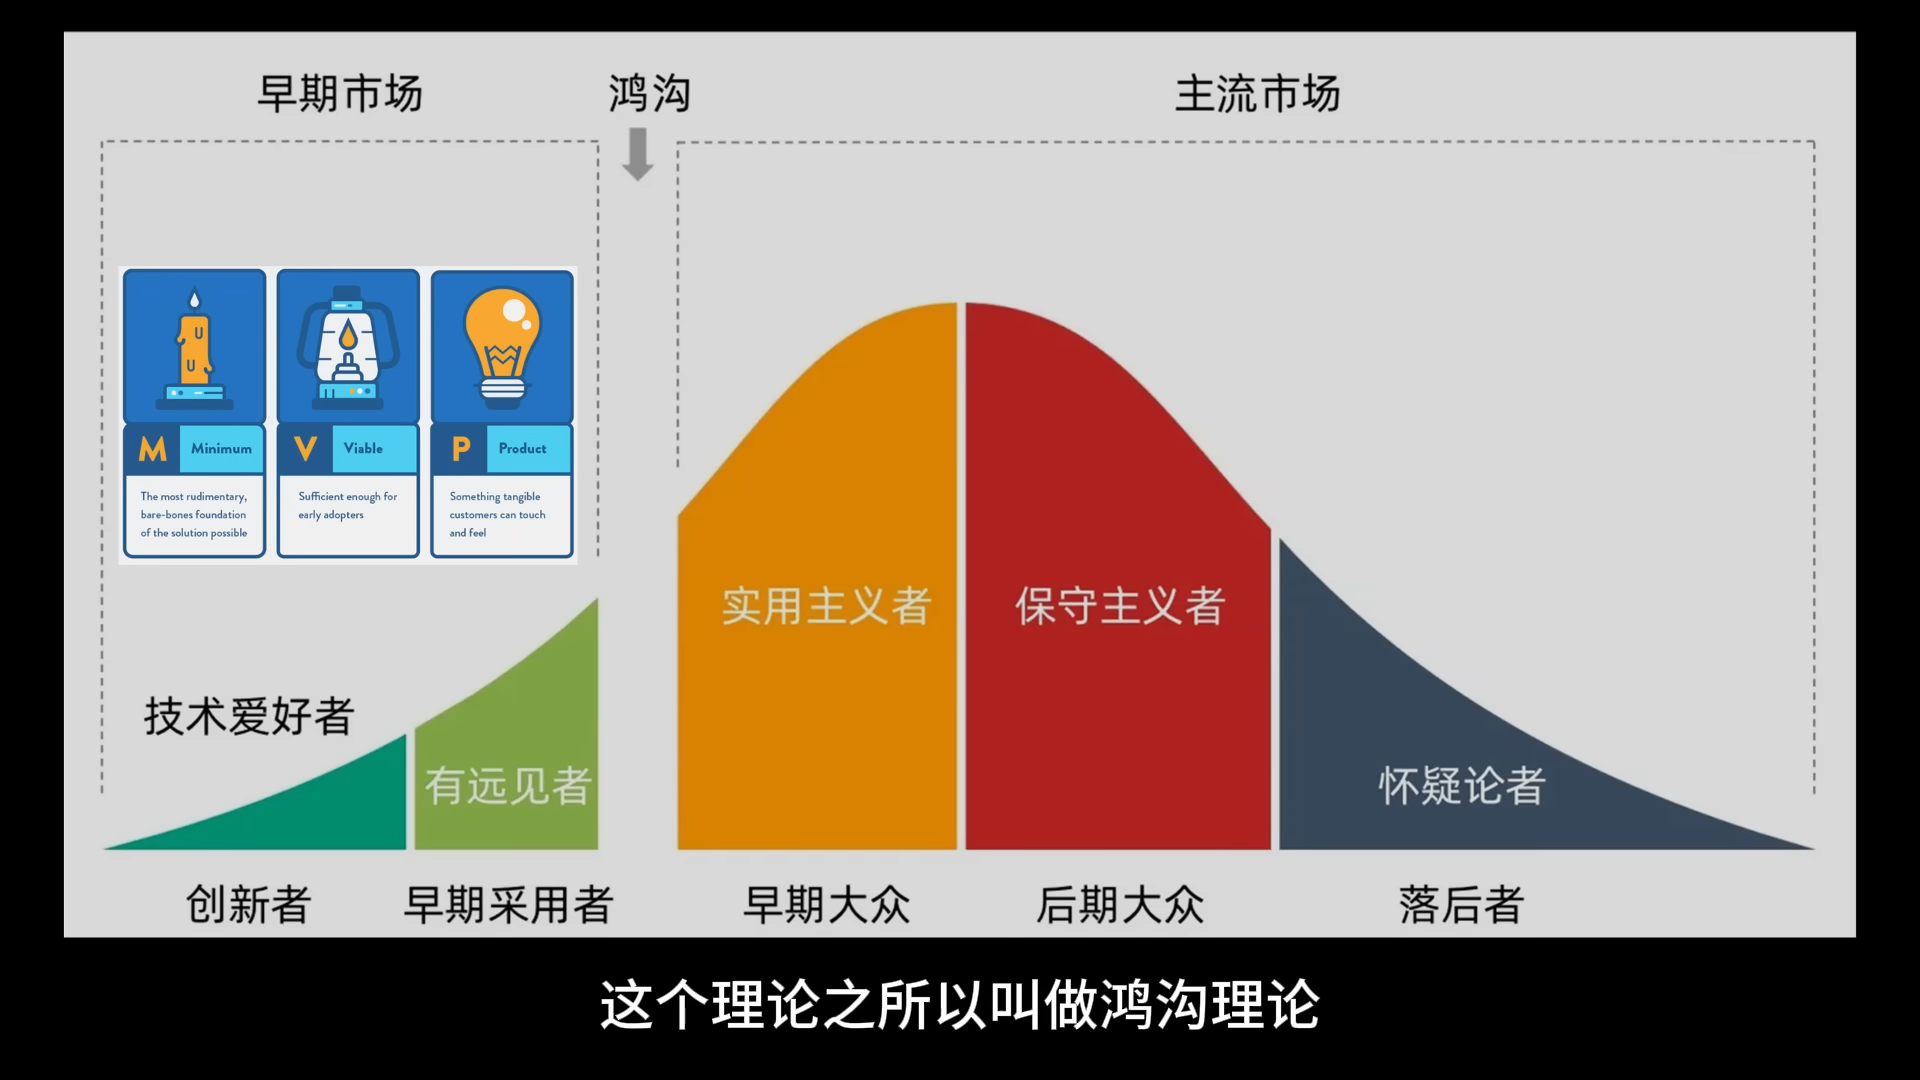 早期市场
鸿沟
主流市场
U
U
M Minimum
V Viable
P Product
The most rudimentary,
bare-bones foundation
of the solution possible
Sufficient enough for
early adopters
Something tangible
customers can touch
and feel
实用主义者
保守主义者
技术爱好者
有远见者
怀疑论者
创新者
早期采用者
早期大众
后期大众
落后者
这个理论之所以叫做鸿沟理论